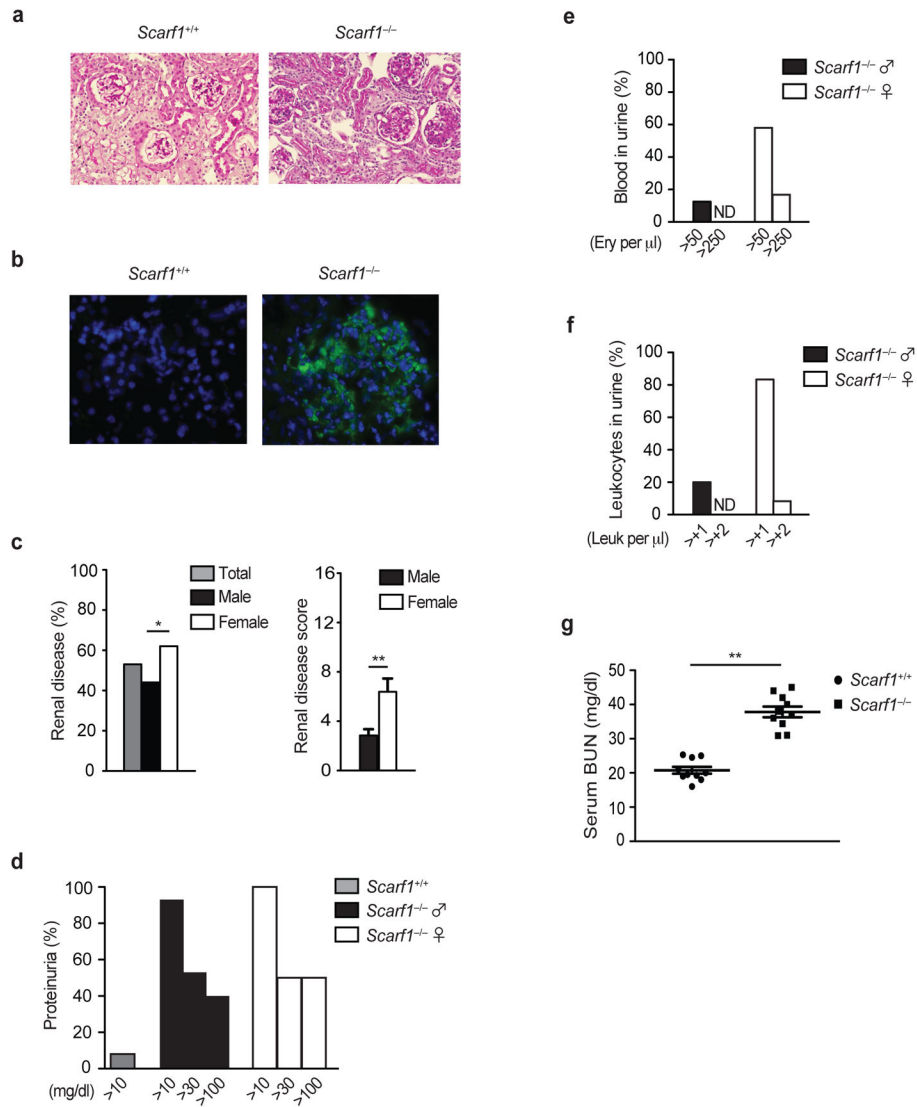 a
Scarf1+/+
Scarf1–/–
b
Scarf1+/+
Scarf1–/–
c
Renal disease (%)
100
80
60
40
20
0
*
Total
Male
Female
Renal disease score
16
12
8
4
0
**
Male
Female
d
Proteinuria (%)
100
80
60
40
20
0
(mg/dl)
>10
>10
>30
>100
>10
>30
>100
Scarf1+/+
Scarf1–/– ♂
Scarf1–/– ♀
e
Blood in urine (%)
100
80
60
40
20
0
ND
(Ery per µl)
>50
>250
>50
>250
Scarf1–/– ♂
Scarf1–/– ♀
f
Leukocytes in urine (%)
100
80
60
40
20
0
ND
(Leuk per µl)
>+1
>+2
>+1
>+2
Scarf1–/– ♂
Scarf1–/– ♀
g
Serum BUN (mg/dl)
50
40
30
20
10
0
**
Scarf1+/+
Scarf1–/–